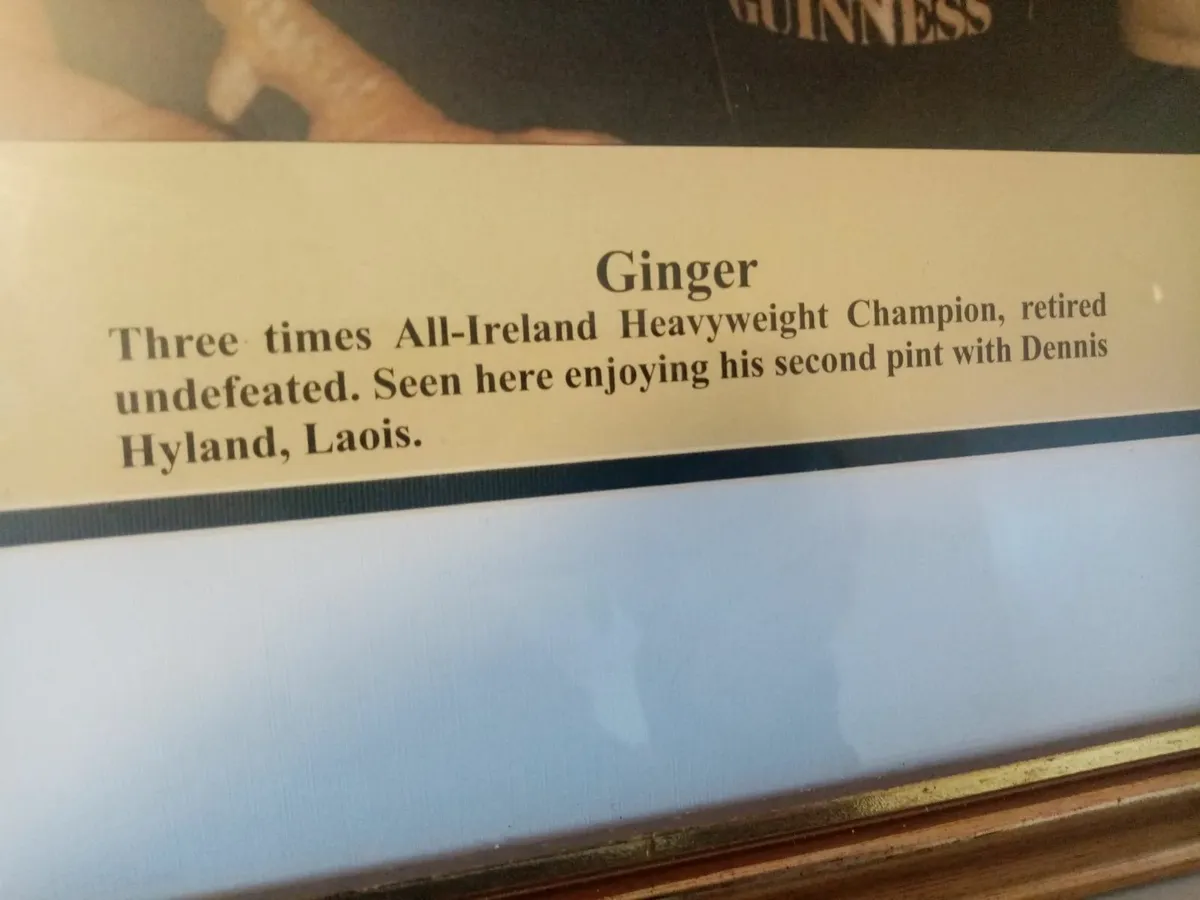 GUINNESS
Ginger
Three times All-Ireland Heavyweight Champion, retired
undefeated. Seen here enjoying his second pint with Dennis
Hyland, Laois.